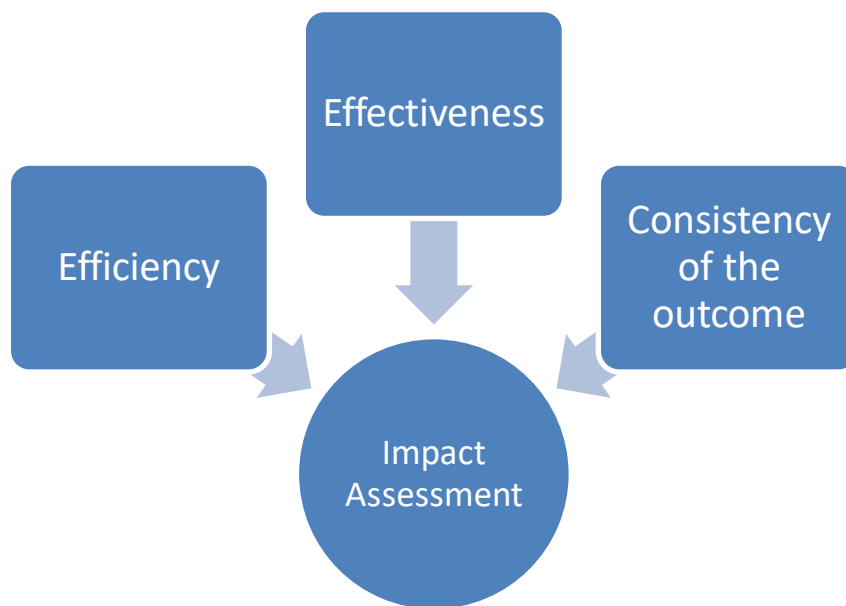 Effectiveness
Efficiency
Consistency
of the
outcome
Impact
Assessment